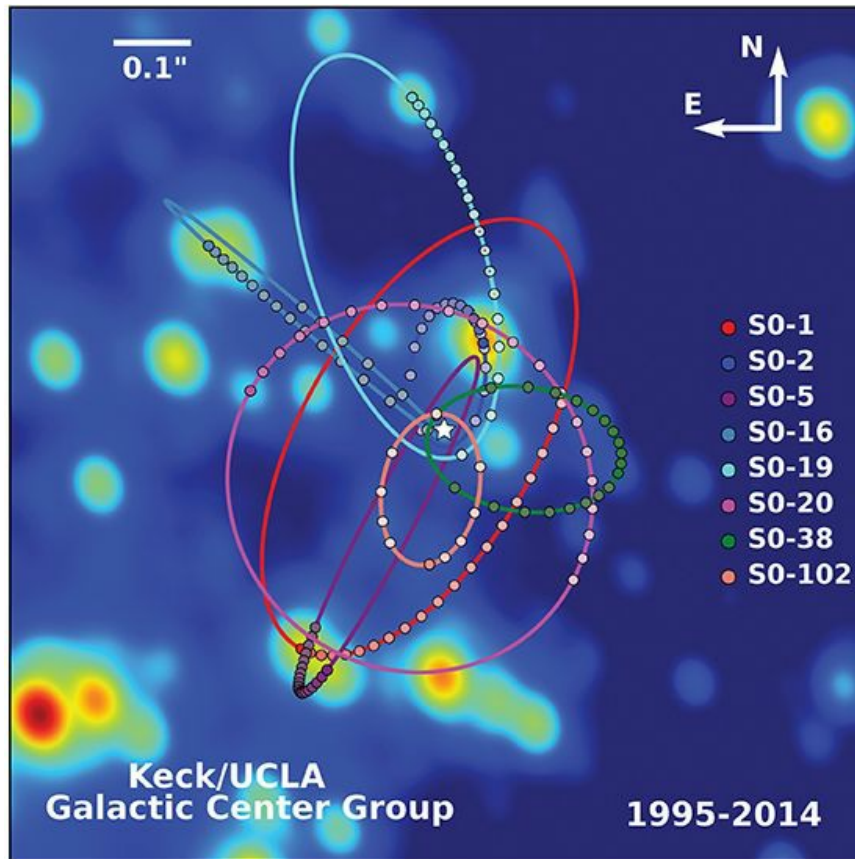 0.1"
N
E
S0-1
S0-2
S0-5
S0-16
S0-19
S0-20
S0-38
S0-102
Keck/UCLA
Galactic Center Group
1995-2014